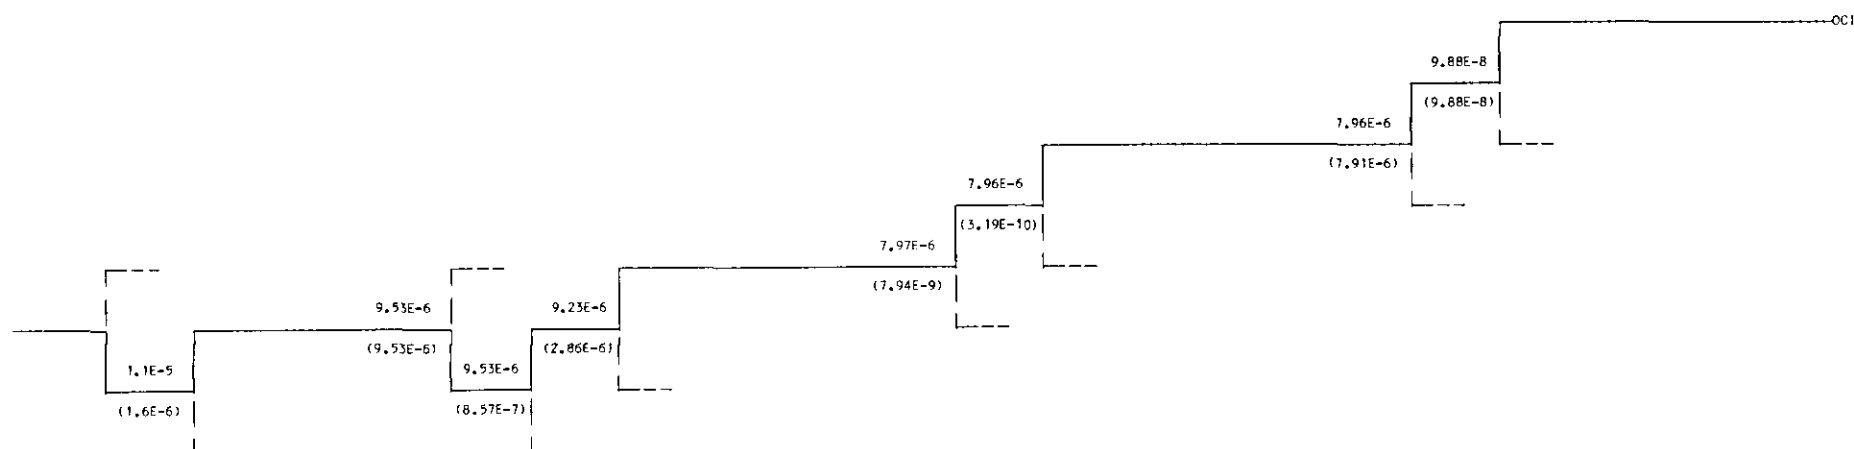 OC1
9.88E-8
(9.88E-8)
7.96E-6
(7.91E-6)
7.96E-6
(3.19E-10)
7.97E-6
(7.94E-9)
9.53E-6
(9.53E-6)
9.23E-6
(2.86E-6)
1.1E-5
(1.6E-6)
9.53E-6
(8.57E-7)